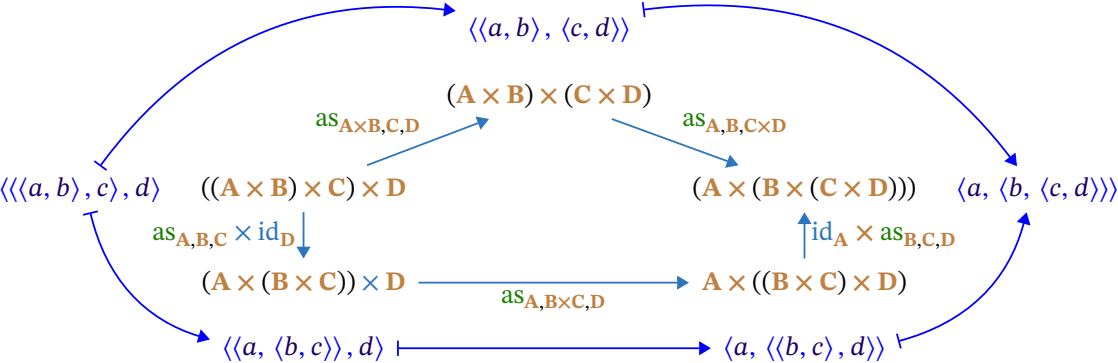 ⟨⟨a, b⟩, ⟨c, d⟩⟩
(A × B) × (C × D)
as_{A×B,C,D} as_{A,B,C×D}
⟨⟨⟨a, b⟩, c⟩, d⟩ ((A × B) × C) × D (A × (B × (C × D))) ⟨a, ⟨b, ⟨c, d⟩⟩⟩
as_{A,B,C} × id_D id_A × as_{B,C,D}
(A × (B × C)) × D A × ((B × C) × D)
as_{A,B×C,D}
⟨⟨a, ⟨b, c⟩⟩, d⟩ ⟨a, ⟨⟨b, c⟩, d⟩⟩